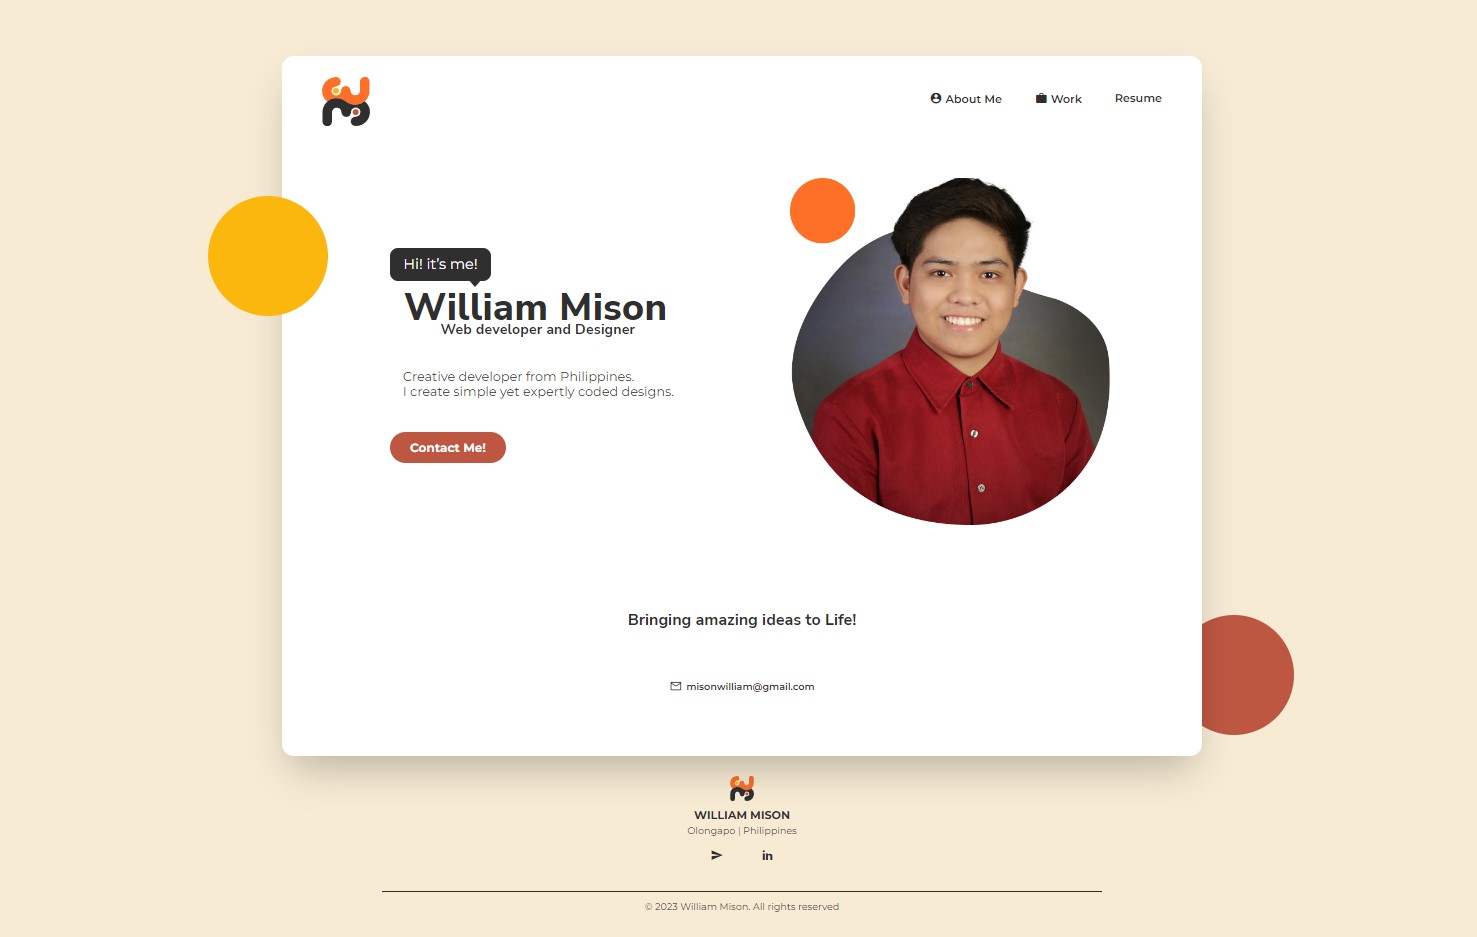 About Me
Work
Resume
Hi! it's me!
William Mison
Web developer and Designer
Creative developer from Philippines.
I create simple yet expertly coded designs.
Contact Me!
Bringing amazing ideas to Life!
misonwilliam@gmail.com
WILLIAM MISON
Olongapo | Philippines
in
© 2023 William Mison. All rights reserved